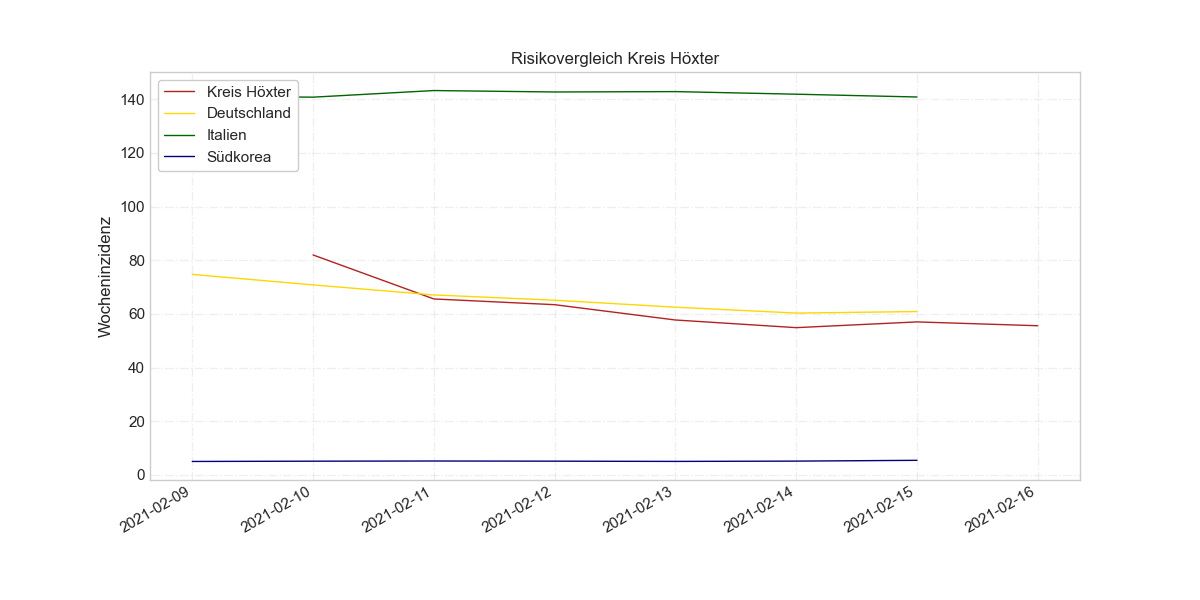 Risikovergleich Kreis Höxter
Kreis Höxter
Deutschland
Italien
Südkorea
Wocheninzidenz
140
120
100
80
60
40
20
0
2021-02-09
2021-02-10
2021-02-11
2021-02-12
2021-02-13
2021-02-14
2021-02-15
2021-02-16